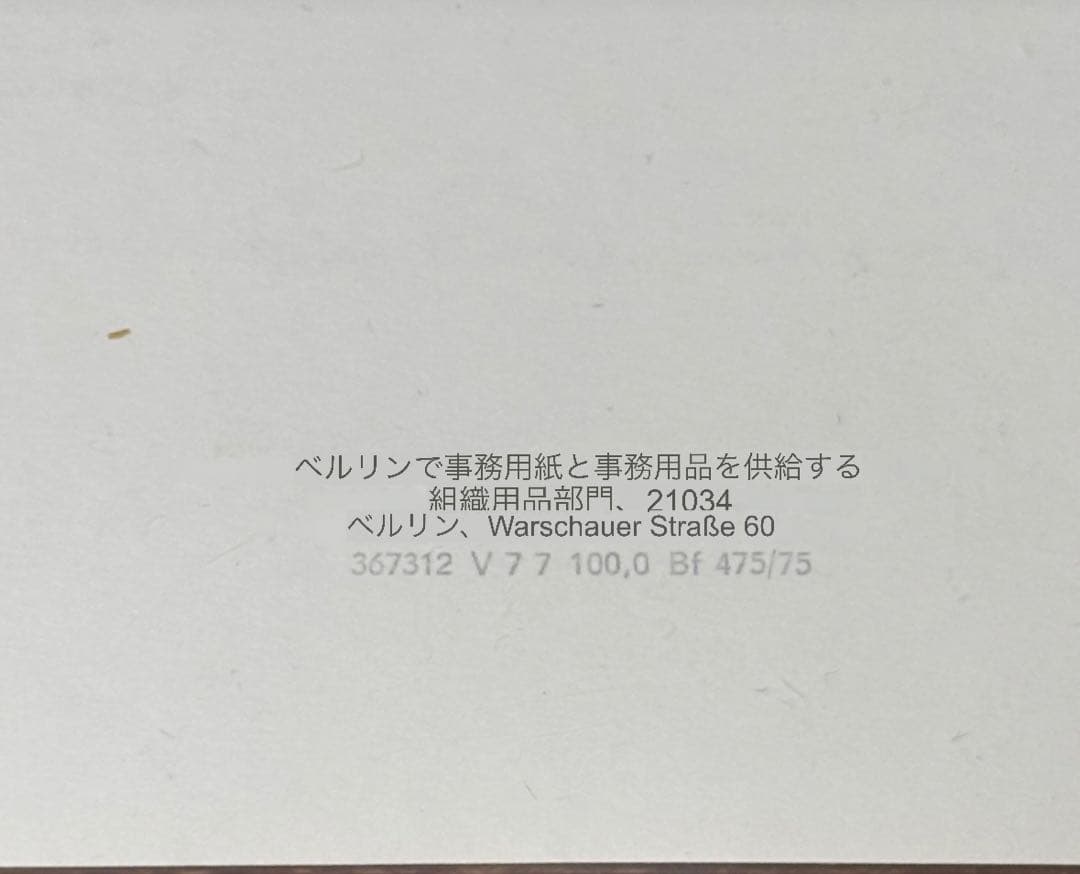 ベルリンで事務用紙と事務用品を供給する
組織用品部門、21034
ベルリン、Warschauer Straße 60
367312 V 7 7 100,0 Bf 475/75